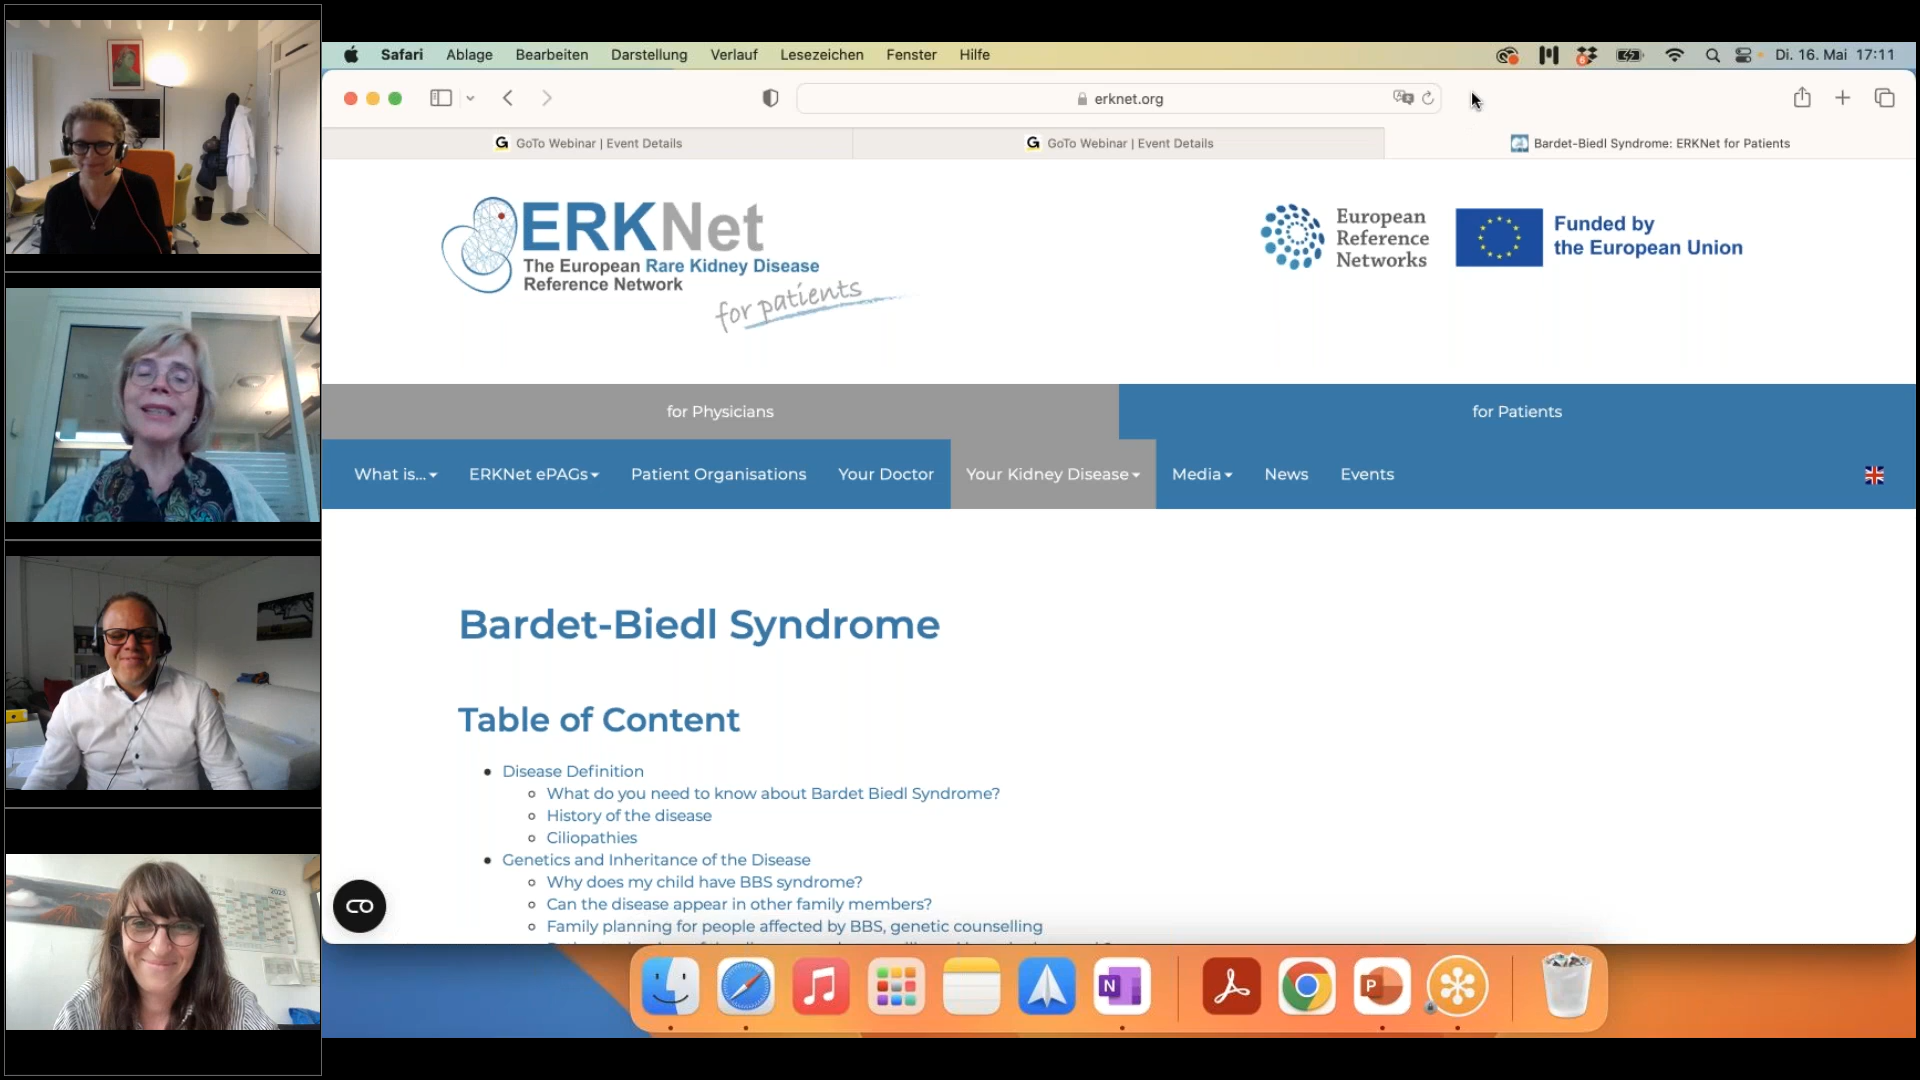 Safari Ablage Bearbeiten Darstellung Verlauf Lesezeichen Fenster Hilfe Di. 16. Mai 17:11
erknet.org
GoTo Webinar | Event Details
GoTo Webinar | Event Details
Bardet-Biedl Syndrome: ERKNet for Patients
ERKNet
The European Rare Kidney Disease
Reference Network
for patients
European
Reference
Networks
Funded by
the European Union
for Physicians
for Patients
What is... ERKNet ePAGs Patient Organisations Your Doctor Your Kidney Disease Media News Events
Bardet-Biedl Syndrome
Table of Content
Disease Definition
What do you need to know about Bardet Biedl Syndrome?
History of the disease
Ciliopathies
Genetics and Inheritance of the Disease
Why does my child have BBS syndrome?
Can the disease appear in other family members?
Family planning for people affected by BBS, genetic counselling
N
P
2023